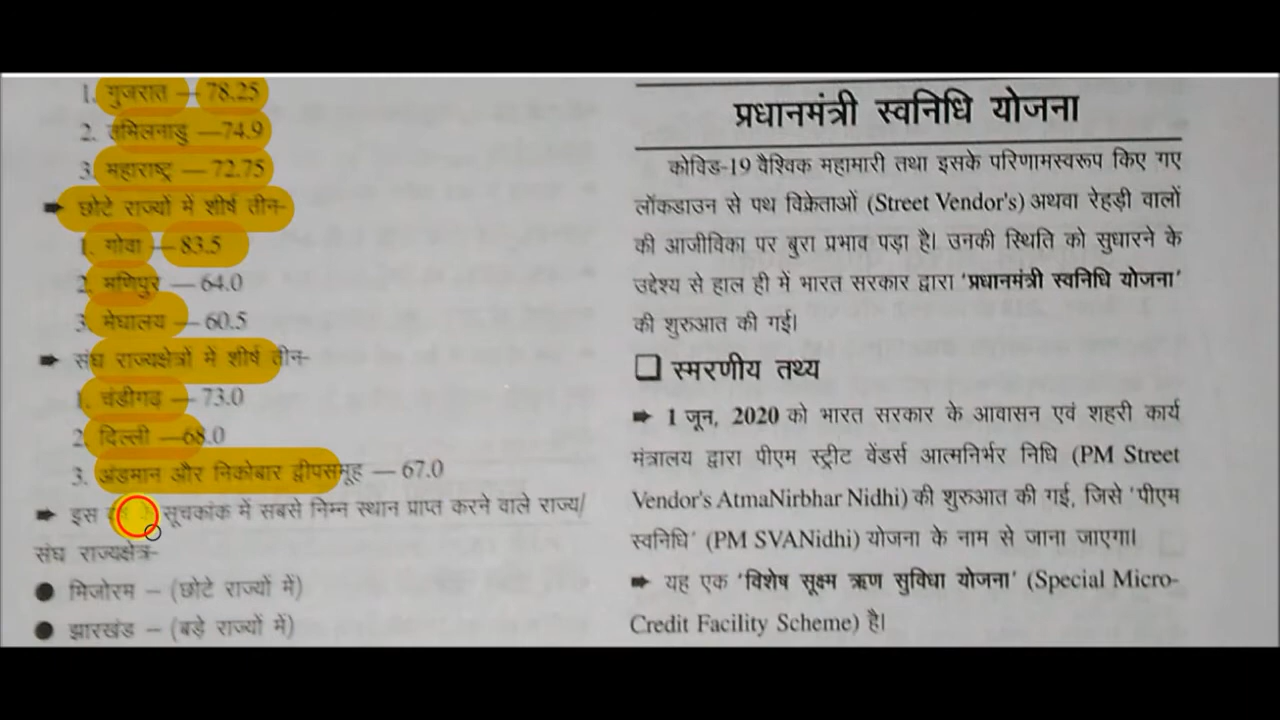 1. गुजरात — 78.25
2. तमिलनाडु —74.9
3. महाराष्ट्र — 72.75
➨ छोटे राज्यों में शीर्ष तीन-
1. गोवा — 83.5
2. मणिपुर — 64.0
3. मेघालय — 60.5
➨ संघ राज्यक्षेत्रों में शीर्ष तीन-
1. चंडीगढ़ — 73.0
2. दिल्ली —68.0
3. अंडमान और निकोबार द्वीपसमूह — 67.0
➨ इस सूचकांक में सबसे निम्न स्थान प्राप्त करने वाले राज्य/
संघ राज्यक्षेत्र-
● मिजोरम – (छोटे राज्यों में)
● झारखंड – (बड़े राज्यों में)
प्रधानमंत्री स्वनिधि योजना
कोविड-19 वैश्विक महामारी तथा इसके परिणामस्वरूप किए गए
लॉकडाउन से पथ विक्रेताओं (Street Vendor's) अथवा रेहड़ी वालों
की आजीविका पर बुरा प्रभाव पड़ा है। उनकी स्थिति को सुधारने के
उद्देश्य से हाल ही में भारत सरकार द्वारा 'प्रधानमंत्री स्वनिधि योजना'
की शुरुआत की गई।
❑ स्मरणीय तथ्य
➨ 1 जून, 2020 को भारत सरकार के आवासन एवं शहरी कार्य
मंत्रालय द्वारा पीएम स्ट्रीट वेंडर्स आत्मनिर्भर निधि (PM Street
Vendor's AtmaNirbhar Nidhi) की शुरुआत की गई, जिसे 'पीएम
स्वनिधि' (PM SVANidhi) योजना के नाम से जाना जाएगा।
➨ यह एक 'विशेष सूक्ष्म ऋण सुविधा योजना' (Special Micro-
Credit Facility Scheme) है।